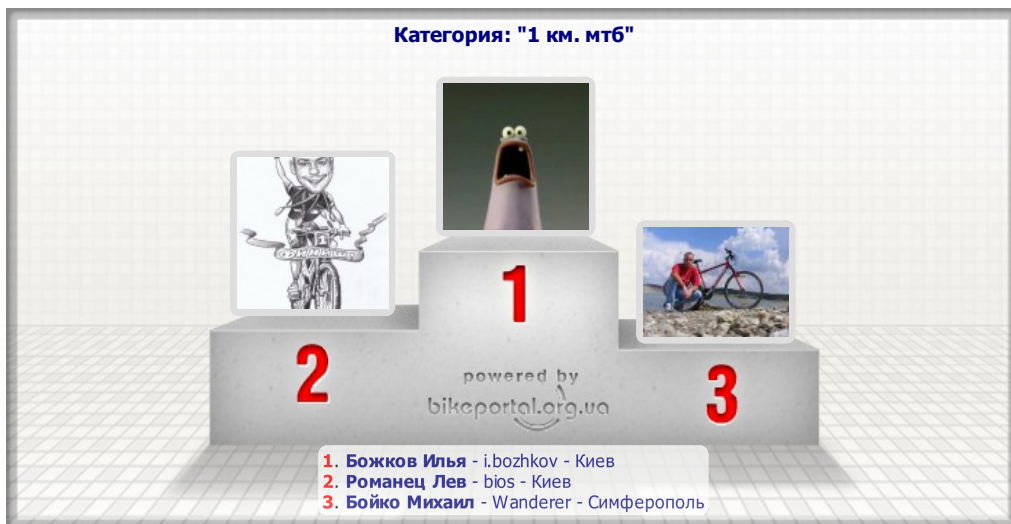 Категория: "1 км. мтб"
1
2
3
powered by
bikeportal.org.ua
1. Божков Илья - i.bozhkov - Киев
2. Романец Лев - bios - Киев
3. Бойко Михаил - Wanderer - Симферополь